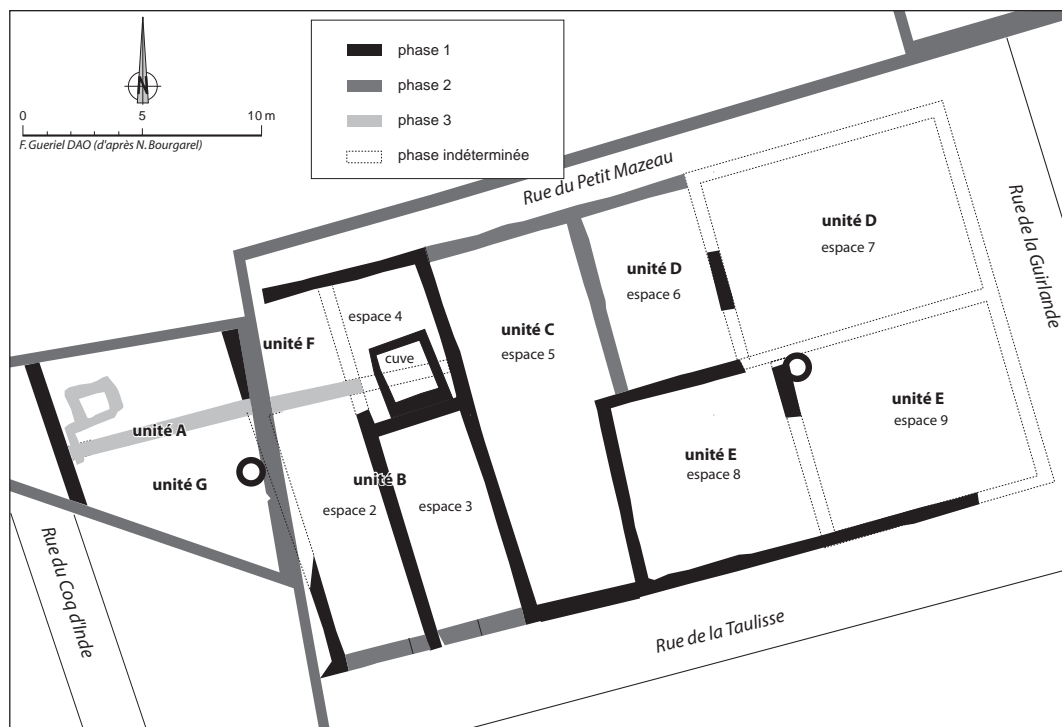 N
0 5 10 m
F. Gueriel DAO (d'après N. Bourgarel)
phase 1
phase 2
phase 3
phase indéterminée
Rue du Petit Mazeau
Rue de la Guirlande
unité D
espace 7
unité D
espace 6
unité C
espace 5
espace 4
unité F
cuve
unité A
unité G
unité B
espace 2
espace 3
unité E
espace 8
unité E
espace 9
Rue du Coq d'Inde
Rue de la Taulisse